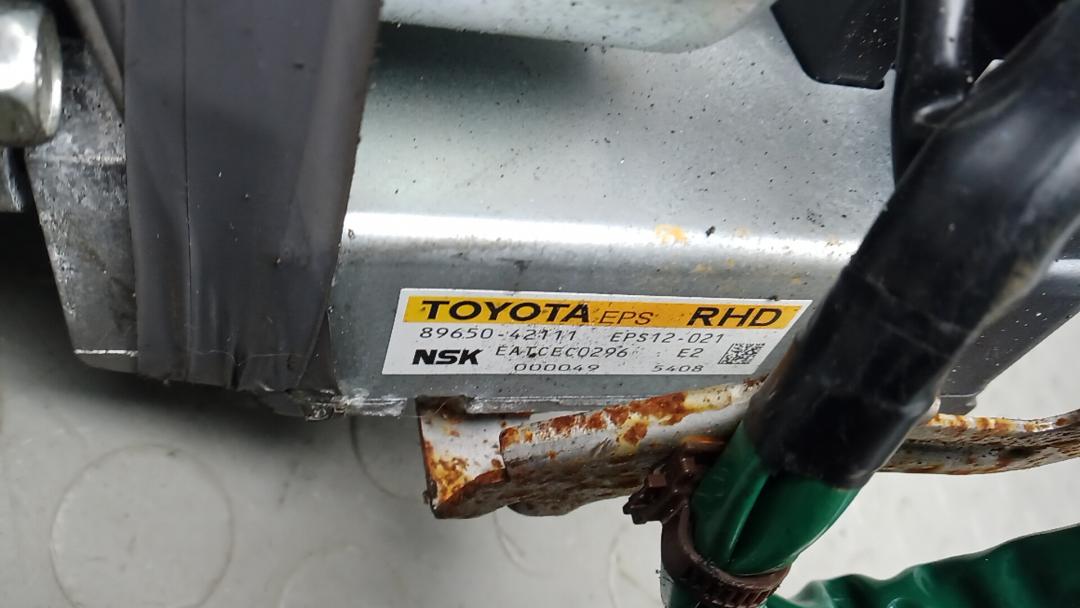 TOYOTA EPS RHD
89650-42111 EPS12-021
NSK EATCEC0296 E2
000049 5408